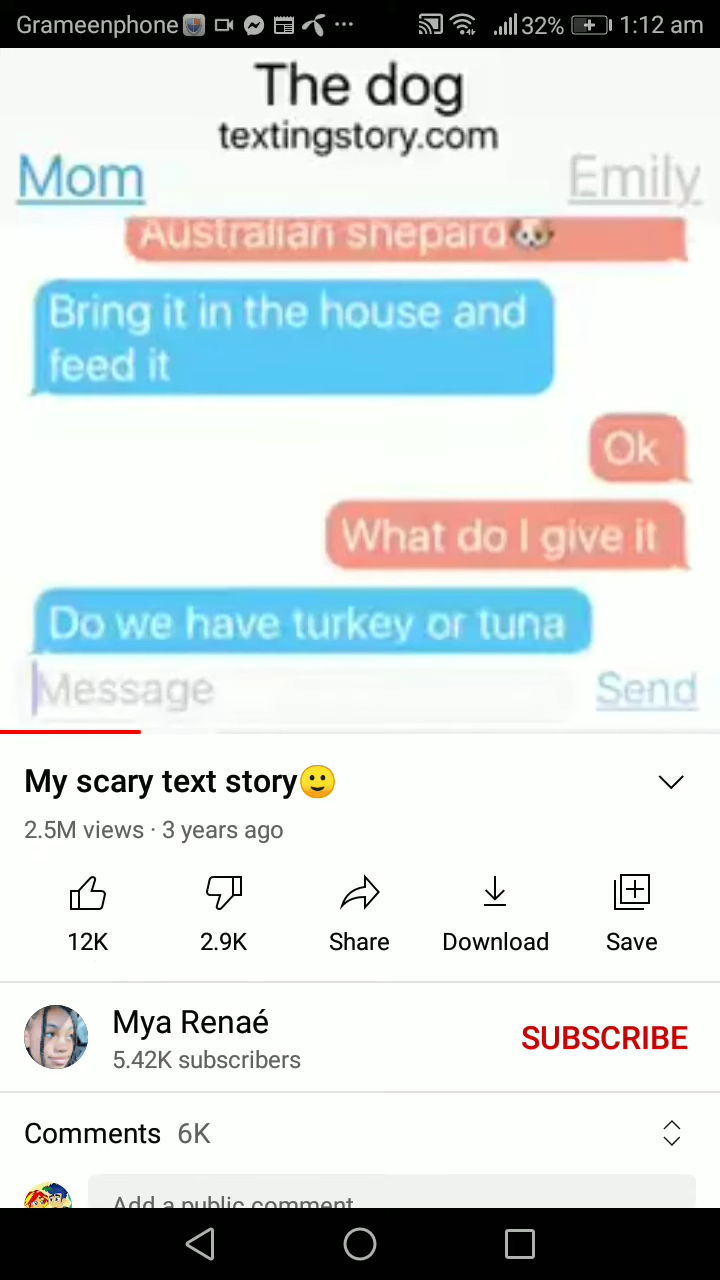 Grameenphone ... 32% 1:12 am
The dog
textingstory.com
Mom Emily
Australian shepard🐶
Bring it in the house and
feed it
Ok
What do I give it
Do we have turkey or tuna
Message Send
My scary text story🙂
2.5M views · 3 years ago
12K 2.9K Share Download Save
Mya Renaé SUBSCRIBE
5.42K subscribers
Comments 6K
Add a public comment